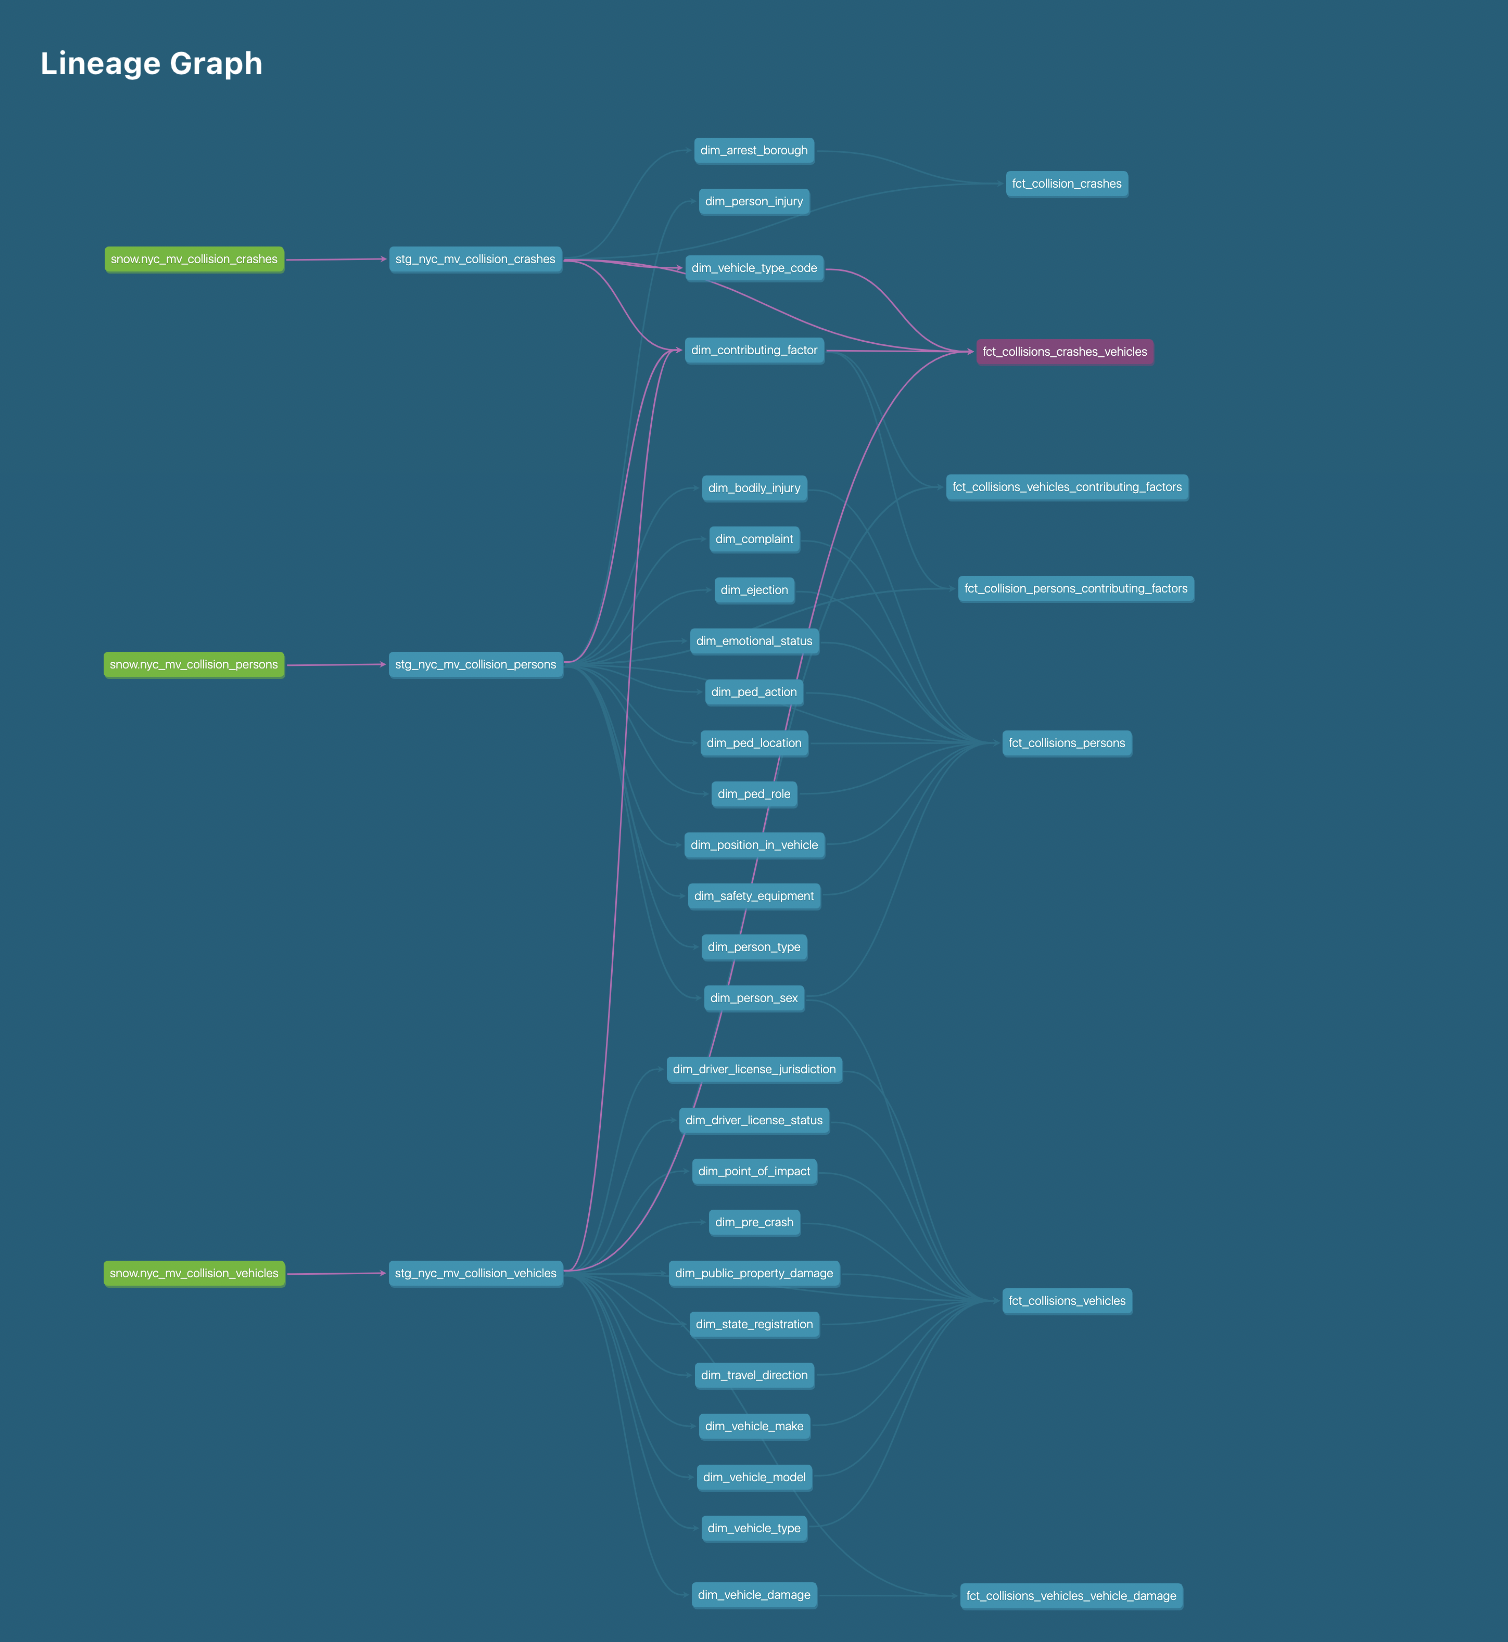 Lineage Graph
dim_arrest_borough
fct_collision_crashes
dim_person_injury
snow.nyc_mv_collision_crashes
stg_nyc_mv_collision_crashes
dim_vehicle_type_code
dim_contributing_factor
fct_collisions_crashes_vehicles
dim_bodily_injury
fct_collisions_vehicles_contributing_factors
dim_complaint
dim_ejection
fct_collision_persons_contributing_factors
dim_emotional_status
snow.nyc_mv_collision_persons
stg_nyc_mv_collision_persons
dim_ped_action
dim_ped_location
fct_collisions_persons
dim_ped_role
dim_position_in_vehicle
dim_safety_equipment
dim_person_type
dim_person_sex
dim_driver_license_jurisdiction
dim_driver_license_status
dim_point_of_impact
dim_pre_crash
snow.nyc_mv_collision_vehicles
stg_nyc_mv_collision_vehicles
dim_public_property_damage
fct_collisions_vehicles
dim_state_registration
dim_travel_direction
dim_vehicle_make
dim_vehicle_model
dim_vehicle_type
dim_vehicle_damage
fct_collisions_vehicles_vehicle_damage